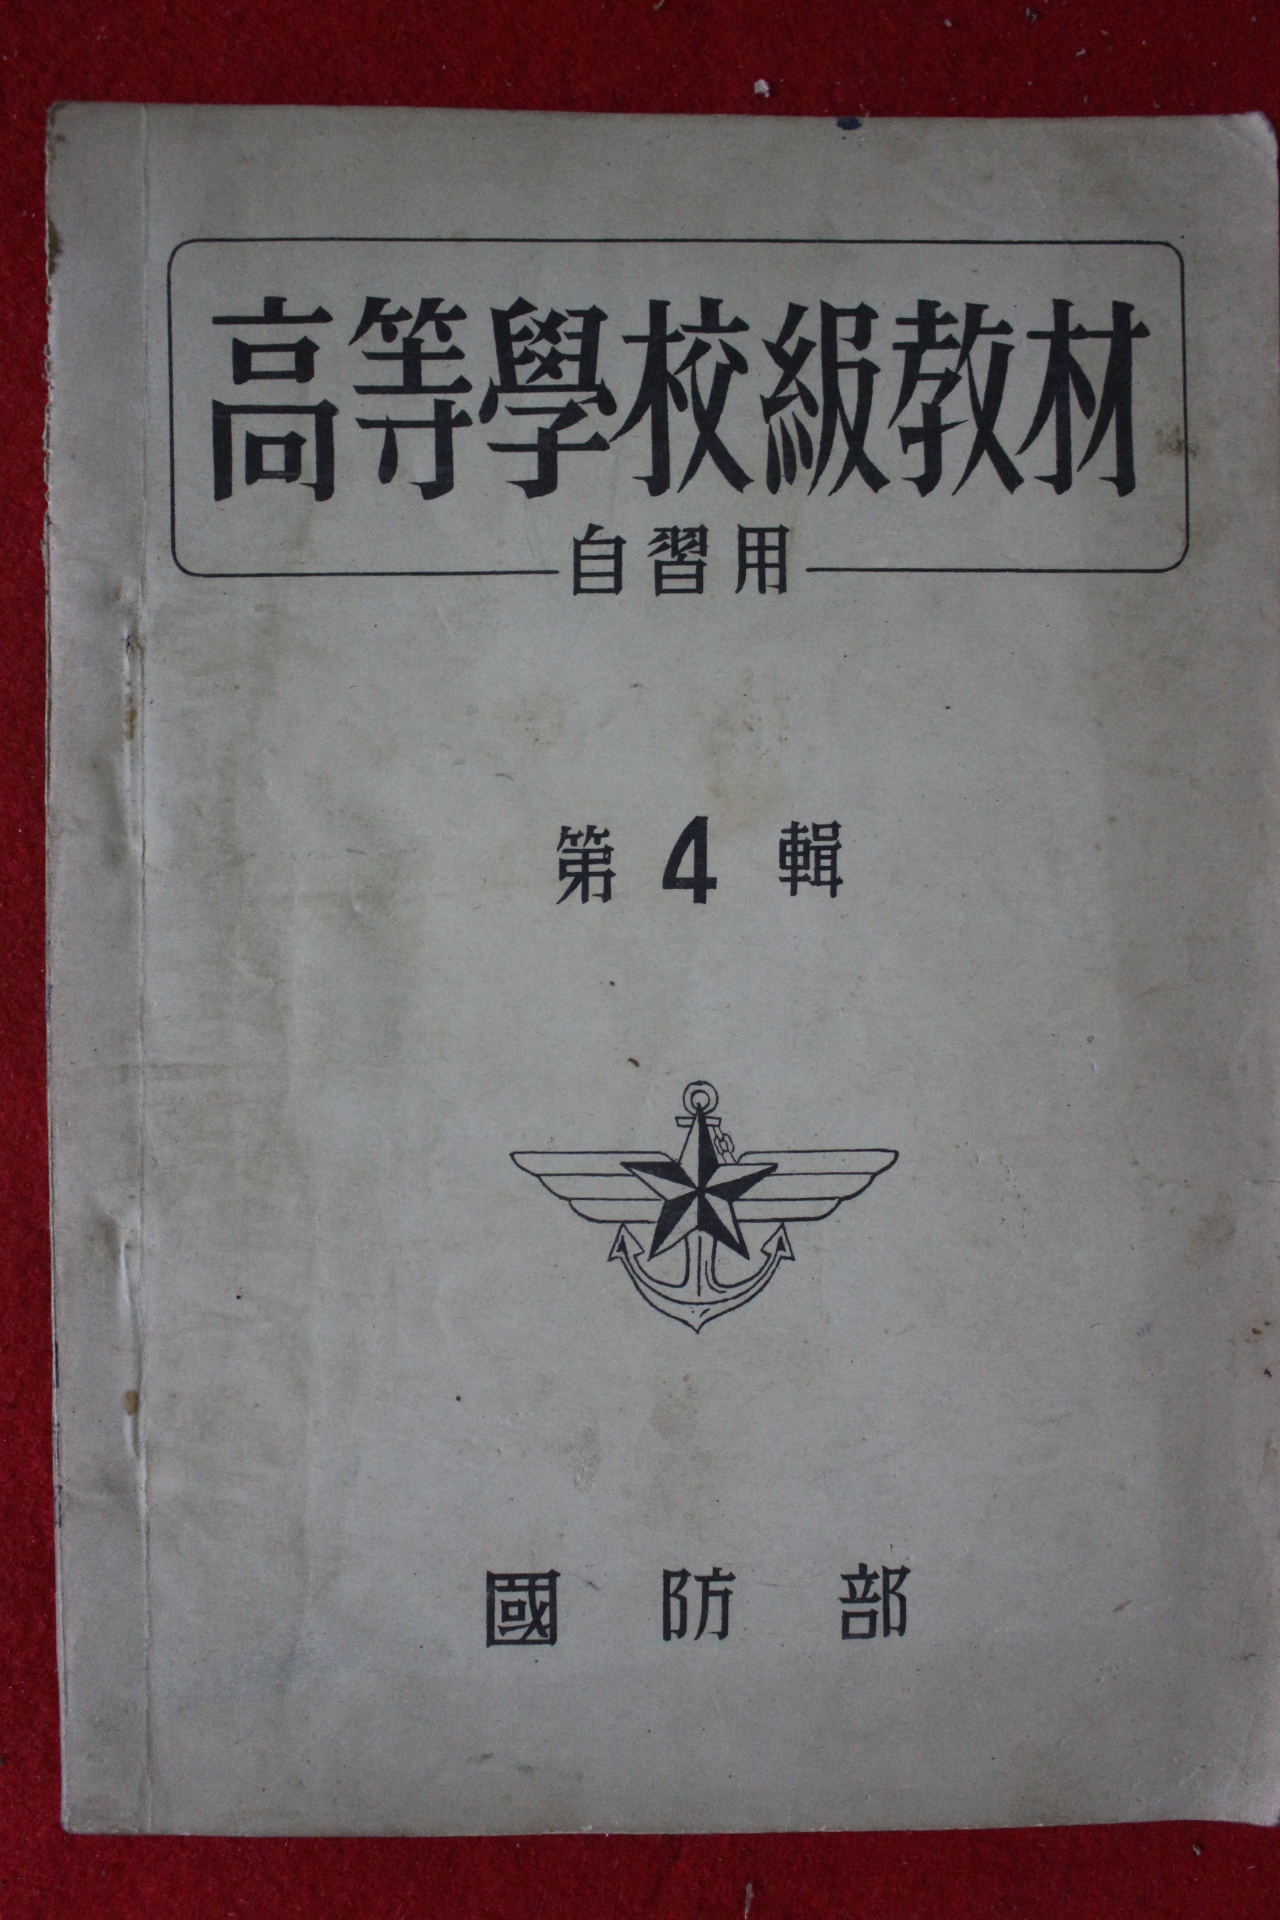 高等學校級教材
自習用
第4輯
國防部